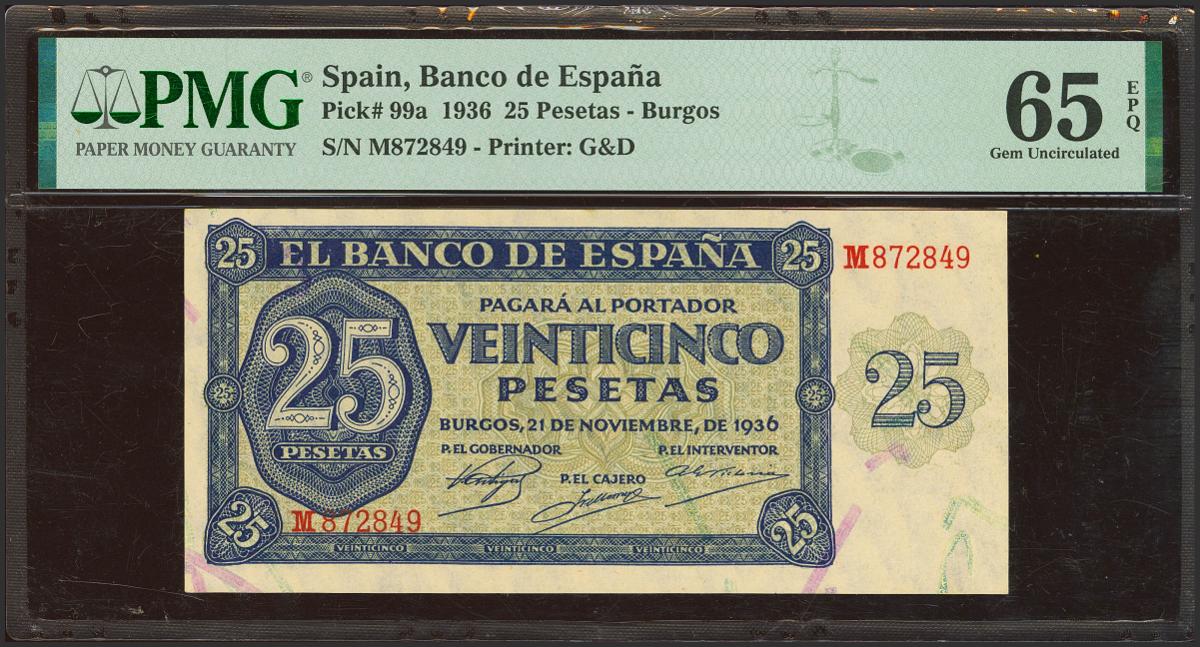 PMG®
PAPER MONEY GUARANTY
Spain, Banco de España
Pick# 99a 1936 25 Pesetas - Burgos
S/N M872849 - Printer: G&D
65 EPQ
Gem Uncirculated
25 EL BANCO DE ESPAÑA 25
M872849
PAGARÁ AL PORTADOR
VEINTICINCO
PESETAS
25
PESETAS
25
25
25
BURGOS, 21 DE NOVIEMBRE, DE 1936
P. EL GOBERNADOR
P. EL INTERVENTOR
P. EL CAJERO
M872849
25
25
VEINTICINCO VEINTICINCO VEINTICINCO